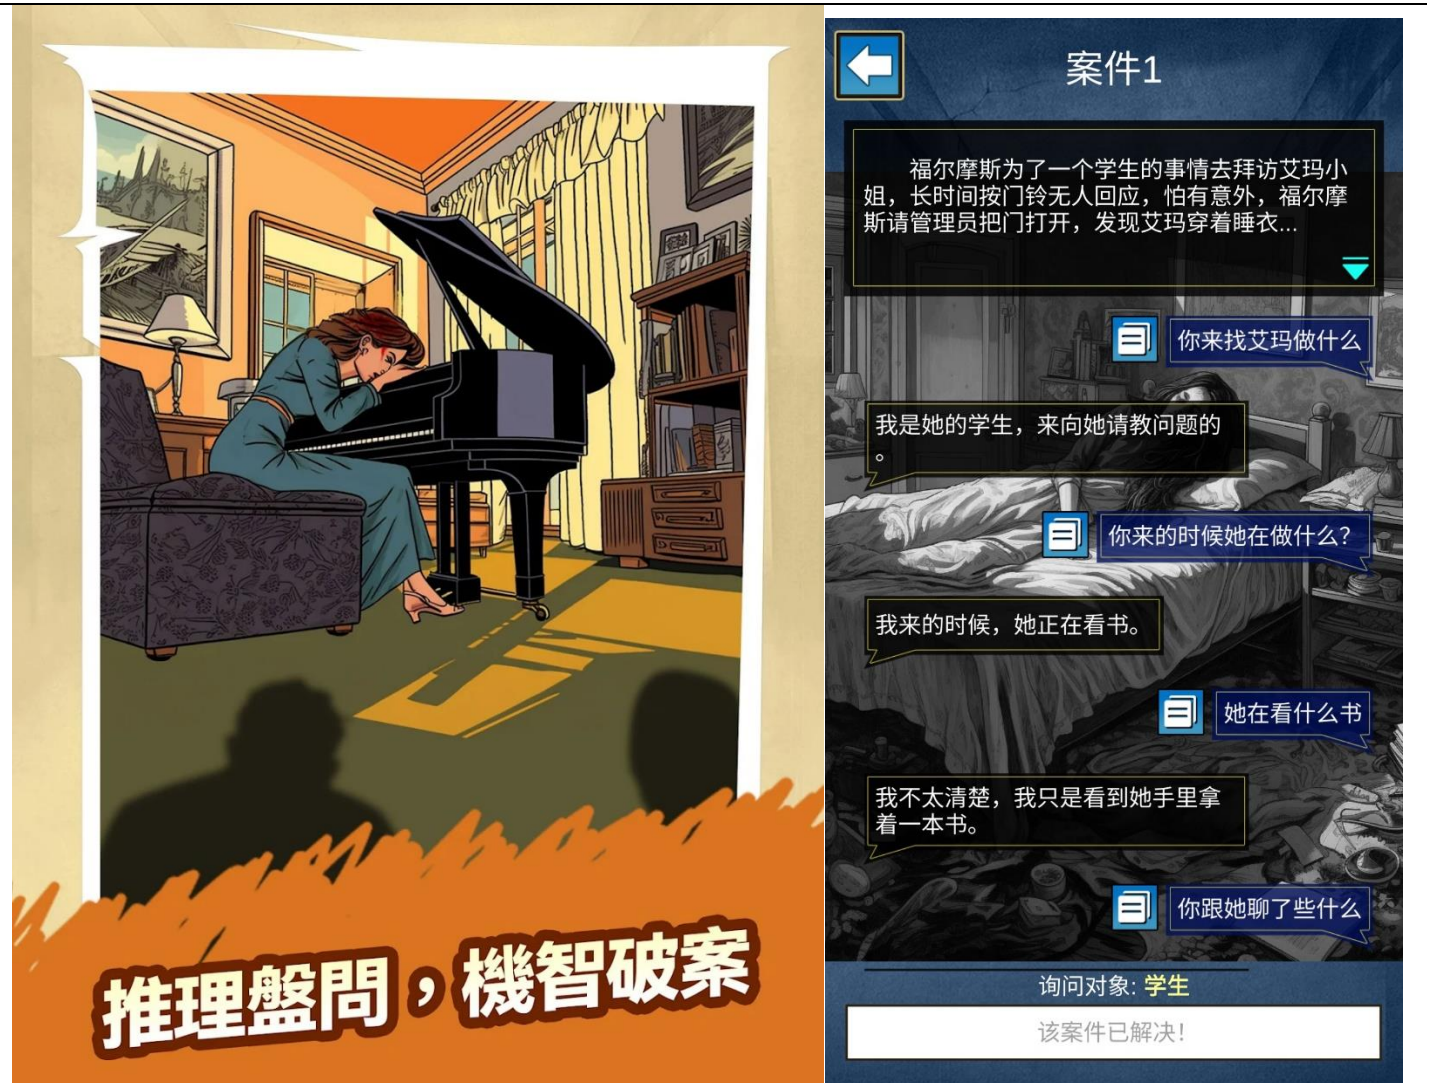 推理盤問，機智破案
案件1
福尔摩斯为了一个学生的事情去拜访艾玛小
姐，长时间按门铃无人回应，怕有意外，福尔摩
斯请管理员把门打开，发现艾玛穿着睡衣...
你来找艾玛做什么
我是她的学生，来向她请教问题的
。
你来的时候她在做什么？
我来的时候，她正在看书。
她在看什么书
我不太清楚，我只是看到她手里拿
着一本书。
你跟她聊了些什么
询问对象: 学生
该案件已解决！